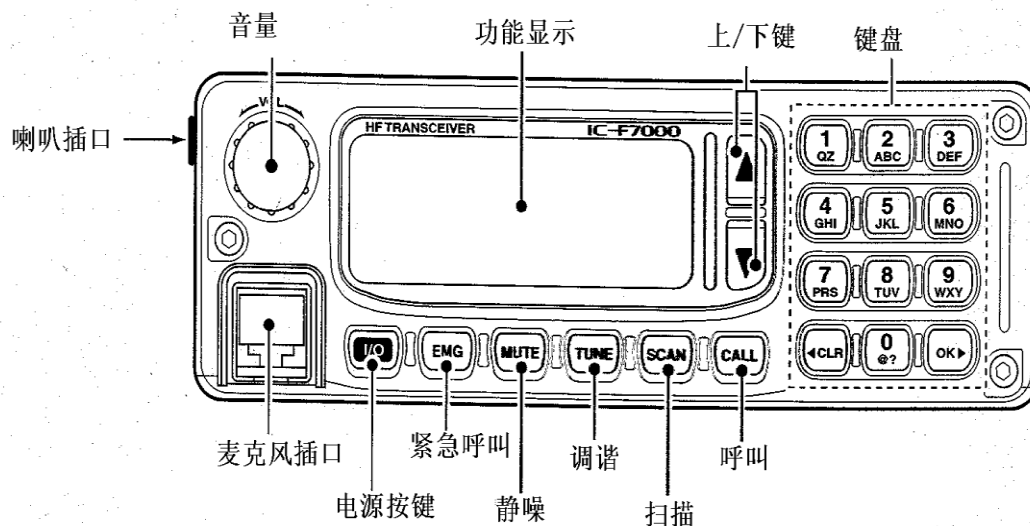 音量
功能显示
上/下键
键盘
喇叭插口
VOL
HF TRANSCEIVER
IC-F7000
1 QZ
2 ABC
3 DEF
4 GHI
5 JKL
6 MNO
7 PRS
8 TUV
9 WXY
◀CLR
0 @?
OK▶
I/O
EMG
MUTE
TUNE
SCAN
CALL
麦克风插口
紧急呼叫
调谐
呼叫
电源按键
静噪
扫描